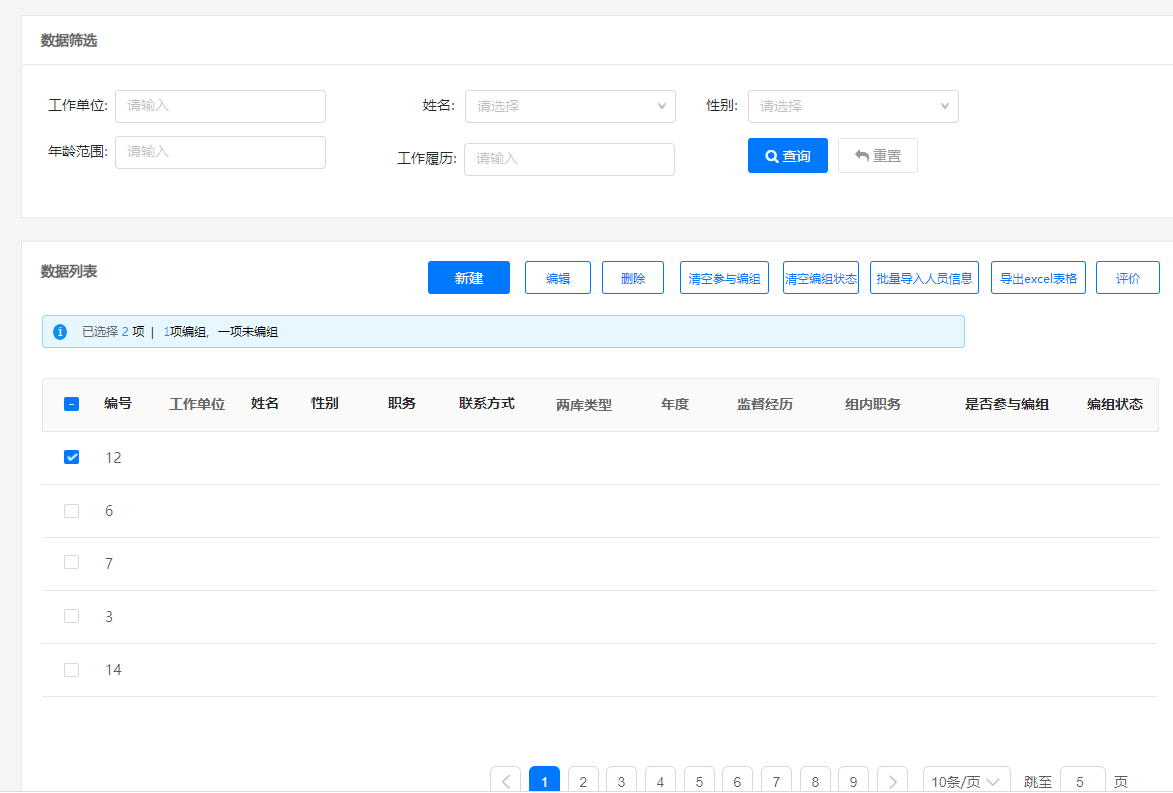 数据筛选
工作单位: 请输入 姓名: 请选择 性别: 请选择
年龄范围: 请输入 工作履历: 请输入 查询 重置
数据列表 新建 编辑 删除 清空参与编组 清空编组状态 批量导入人员信息 导出excel表格 评价
已选择 2 项 | 1项编组, 一项未编组
编号 工作单位 姓名 性别 职务 联系方式 两库类型 年度 监督经历 组内职务 是否参与编组 编组状态
12
6
7
3
14
1 2 3 4 5 6 7 8 9 10条/页 跳至 5 页